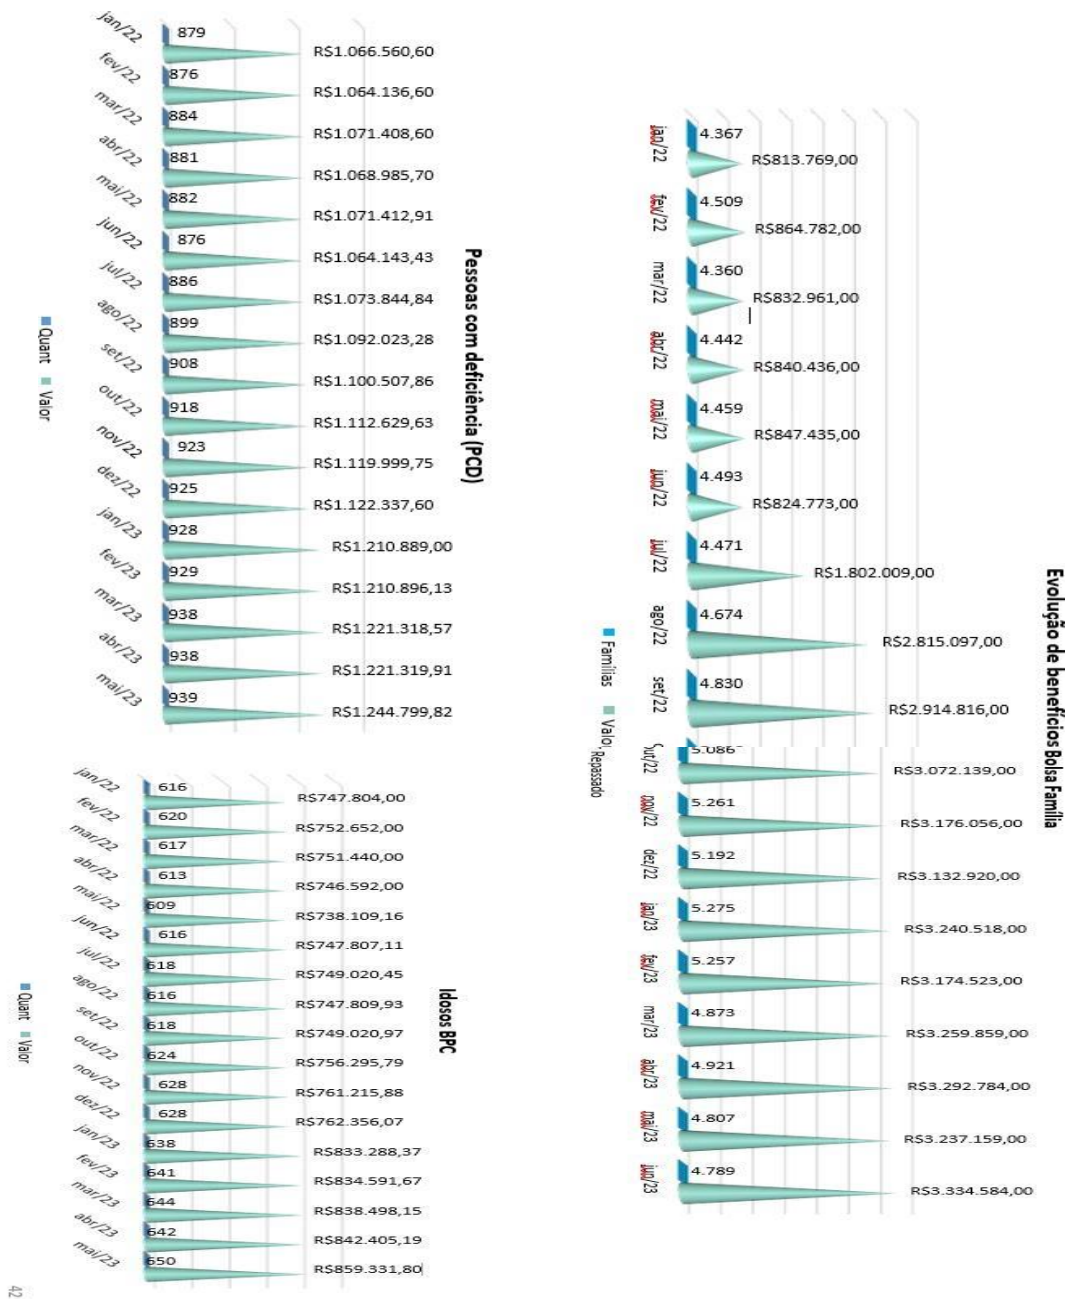 Evolução de benefícios Bolsa Família
jan/22
4.367
R$813.769,00
fev/22
4.509
R$864.782,00
mar/22
4.360
R$832.961,00
abr/22
4.442
R$840.436,00
mai/22
4.459
R$847.435,00
jun/22
4.493
R$824.773,00
jul/22
4.471
R$1.802.009,00
ago/22
4.674
R$2.815.097,00
set/22
4.830
R$2.914.816,00
R$3.072.139,00
nov/22
5.261
R$3.176.056,00
dez/22
5.192
R$3.132.920,00
jan/23
5.275
R$3.240.518,00
fev/23
5.257
R$3.174.523,00
mar/23
4.873
R$3.259.859,00
abr/23
4.921
R$3.292.784,00
mai/23
4.807
R$3.237.159,00
jun/23
4.789
R$3.334.584,00
Famílias
Repassado
Pessoas com deficiência (PCD)
jan/22
879
R$1.066.560,60
fev/22
876
R$1.064.136,60
mar/22
884
R$1.071.408,60
abr/22
881
R$1.068.985,70
mai/22
882
R$1.071.412,91
jun/22
876
R$1.064.143,43
jul/22
886
R$1.073.844,84
ago/22
899
R$1.092.023,28
set/22
908
R$1.100.507,86
out/22
918
R$1.112.629,63
nov/22
923
R$1.119.999,75
dez/22
925
R$1.122.337,60
jan/23
928
R$1.210.889,00
fev/23
929
R$1.210.896,13
mar/23
938
R$1.221.318,57
abr/23
938
R$1.221.319,91
mai/23
939
R$1.244.799,82
Quant Valor
Idosos BPC
jan/22
616
R$747.804,00
fev/22
620
R$752.652,00
mar/22
617
R$751.440,00
abr/22
613
R$746.592,00
mai/22
609
R$738.109,16
jun/22
616
R$747.807,11
jul/22
618
R$749.020,45
ago/22
616
R$747.809,93
set/22
618
R$749.020,97
out/22
624
R$756.295,79
nov/22
628
R$761.215,88
dez/22
628
R$762.356,07
jan/23
638
R$833.288,37
fev/23
641
R$834.591,67
mar/23
644
R$838.498,15
abr/23
642
R$842.405,19
mai/23
650
R$859.331,80
Quant Valor
42